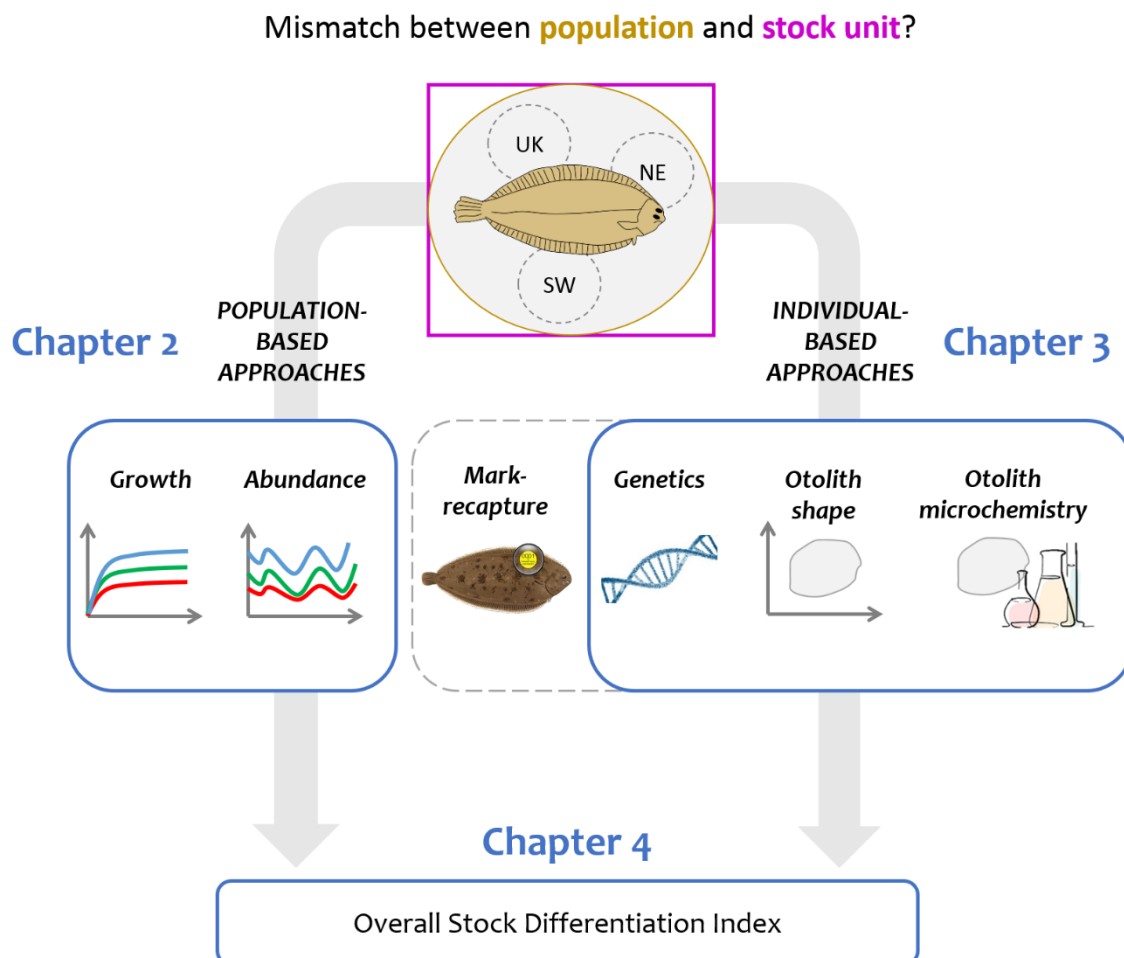 Mismatch between population and stock unit?
UK
NE
SW
Chapter 2
POPULATION-
BASED
APPROACHES
INDIVIDUAL-
BASED
APPROACHES
Chapter 3
Growth
Abundance
Mark-
recapture
Genetics
Otolith
shape
Otolith
microchemistry
Chapter 4
Overall Stock Differentiation Index